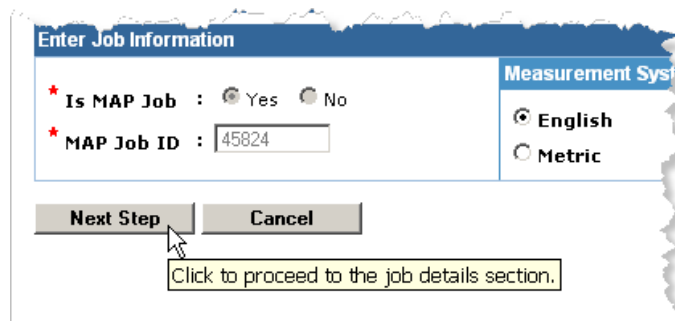 Enter Job Information
* Is MAP Job : Yes No
* MAP Job ID : 45824
Measurement Syst
English
Metric
Next Step Cancel
Click to proceed to the job details section.